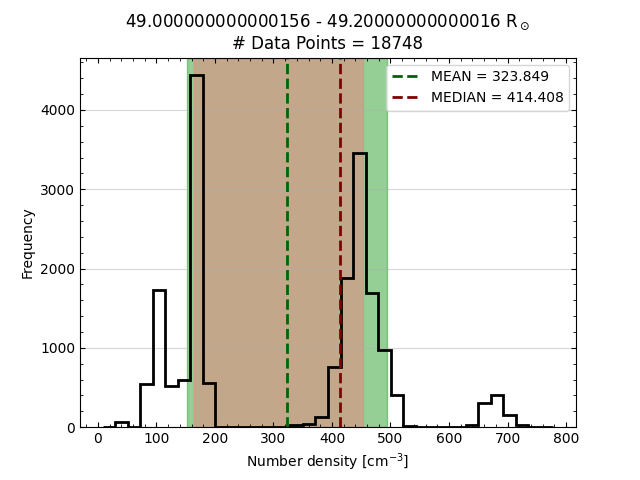 49.000000000000156 - 49.20000000000016 R⊙
# Data Points = 18748
MEAN = 323.849
MEDIAN = 414.408
Frequency
4000
3000
2000
1000
0
0 100 200 300 400 500 600 700 800
Number density [cm⁻³]